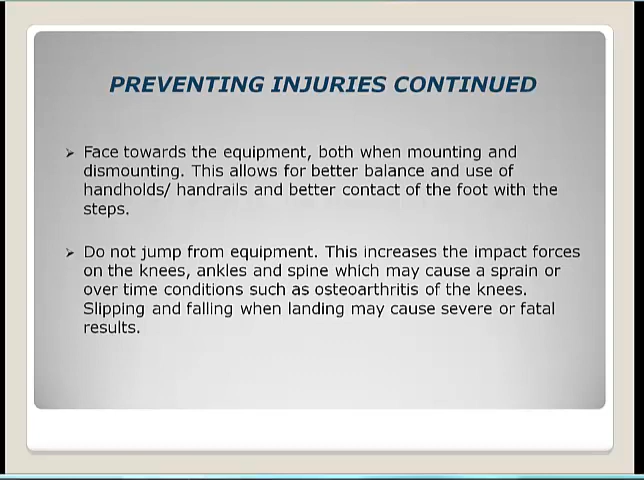 PREVENTING INJURIES CONTINUED
Face towards the equipment, both when mounting and
dismounting. This allows for better balance and use of
handholds/ handrails and better contact of the foot with the
steps.
Do not jump from equipment. This increases the impact forces
on the knees, ankles and spine which may cause a sprain or
over time conditions such as osteoarthritis of the knees.
Slipping and falling when landing may cause severe or fatal
results.